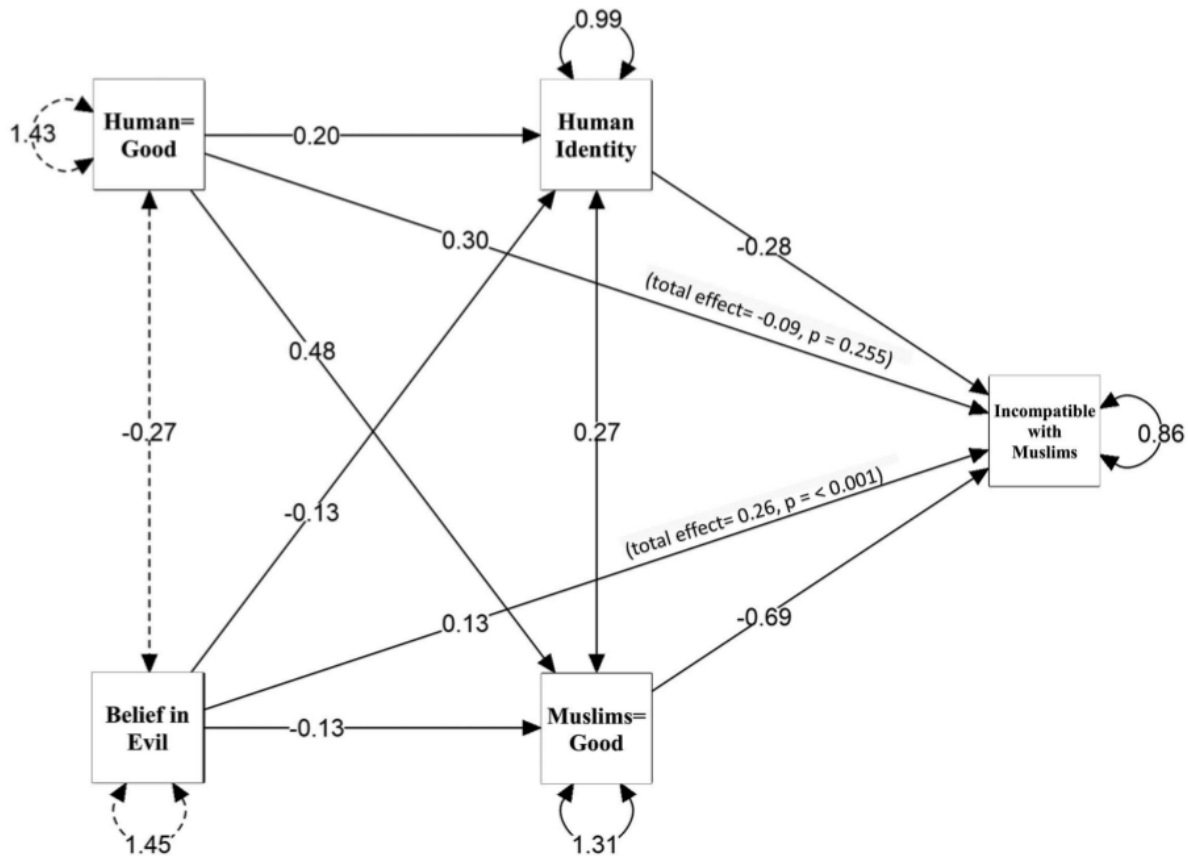 0.99
1.43
Human=
Good
0.20
Human
Identity
0.30
-0.28
(total effect= -0.09, p = 0.255)
0.48
-0.27
0.27
Incompatible
with
Muslims
0.86
-0.13
(total effect= 0.26, p = < 0.001)
0.13
-0.69
Belief in
Evil
-0.13
Muslims=
Good
1.45
1.31